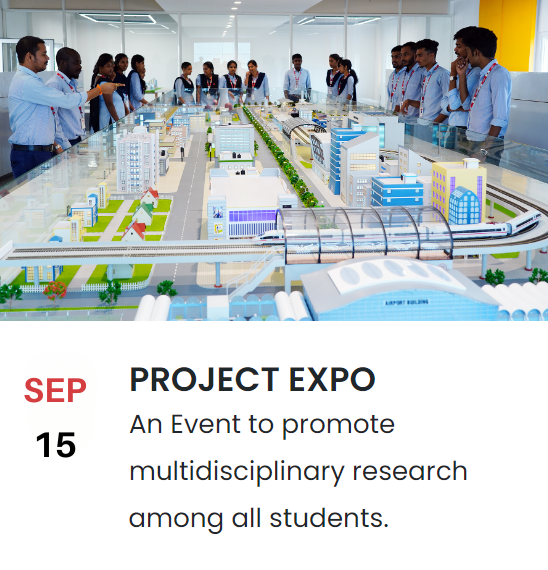 AIRPORT BUILDING
SEP
15
PROJECT EXPO
An Event to promote
multidisciplinary research
among all students.